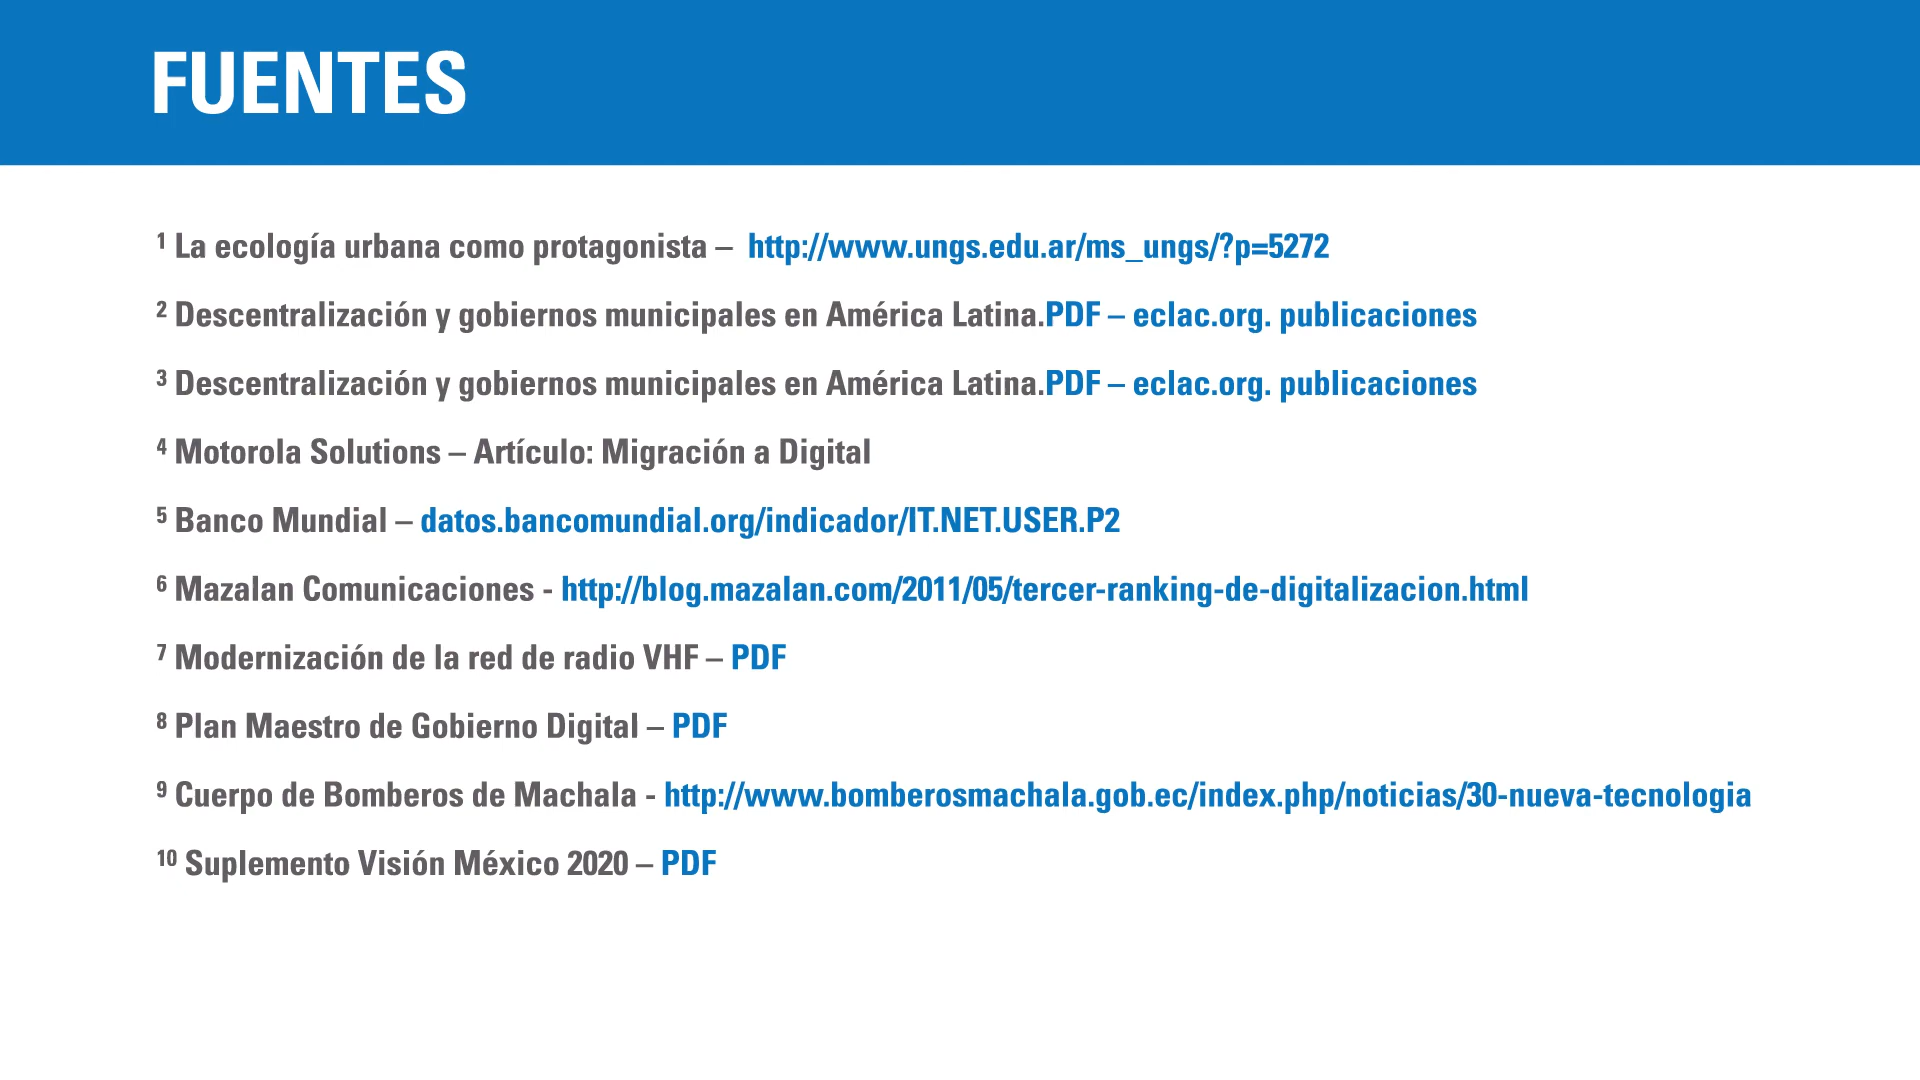 FUENTES
¹ La ecología urbana como protagonista – http://www.ungs.edu.ar/ms_ungs/?p=5272
² Descentralización y gobiernos municipales en América Latina.PDF – eclac.org. publicaciones
³ Descentralización y gobiernos municipales en América Latina.PDF – eclac.org. publicaciones
⁴ Motorola Solutions – Artículo: Migración a Digital
⁵ Banco Mundial – datos.bancomundial.org/indicador/IT.NET.USER.P2
⁶ Mazalan Comunicaciones - http://blog.mazalan.com/2011/05/tercer-ranking-de-digitalizacion.html
⁷ Modernización de la red de radio VHF – PDF
⁸ Plan Maestro de Gobierno Digital – PDF
⁹ Cuerpo de Bomberos de Machala - http://www.bomberosmachala.gob.ec/index.php/noticias/30-nueva-tecnologia
¹⁰ Suplemento Visión México 2020 – PDF